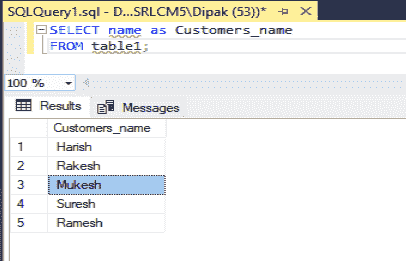 SQLQuery1.sql - D...SRLCM5\Dipak (53))*
SELECT name as Customers_name
FROM table1;
100 %
Results Messages
Customers_name
1 Harish
2 Rakesh
3 Mukesh
4 Suresh
5 Ramesh